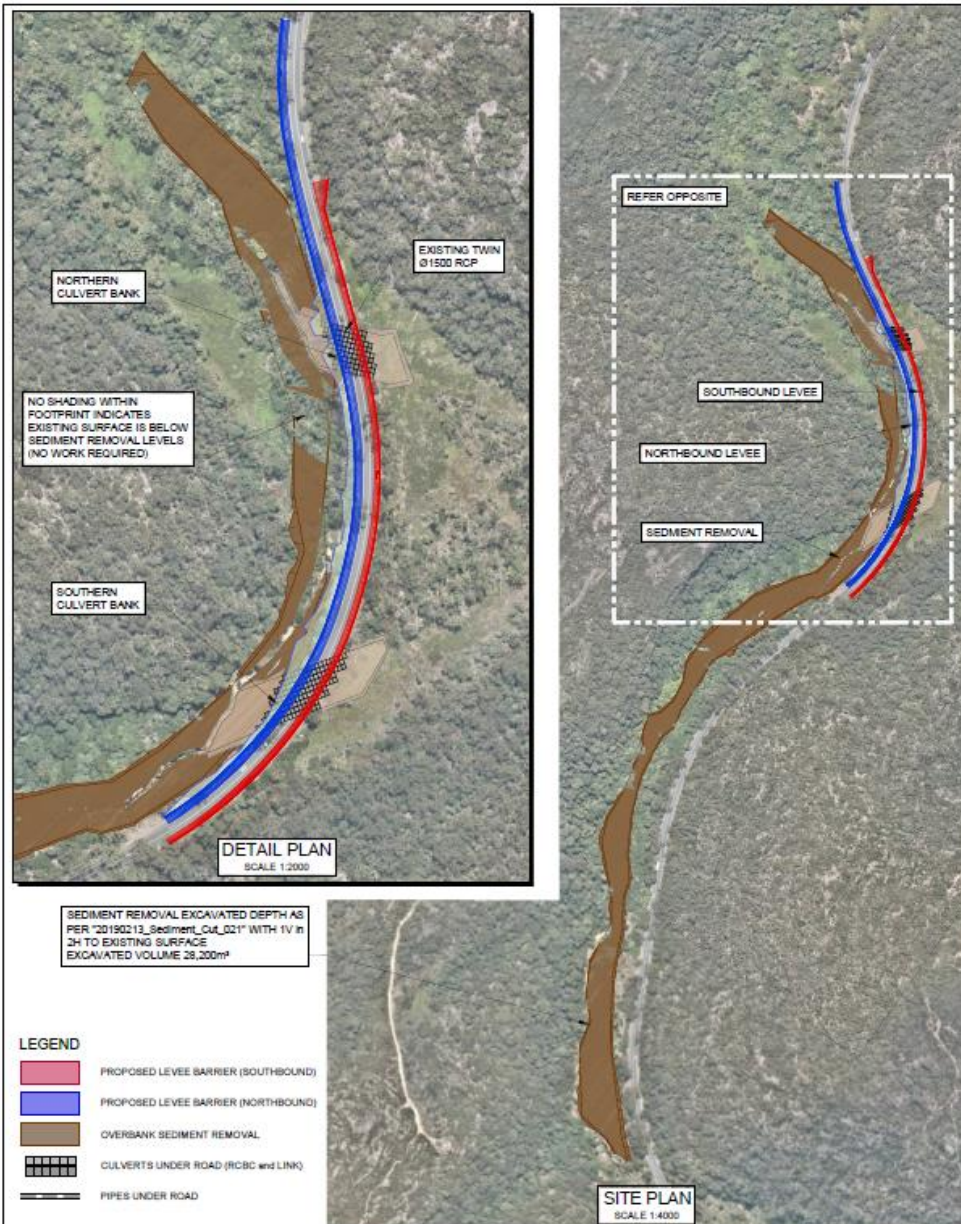 NORTHERN
CULVERT BANK
EXISTING TWIN
Ø1500 RCP
NO SHADING WITHIN
FOOTPRINT INDICATES
EXISTING SURFACE IS BELOW
SEDIMENT REMOVAL LEVELS
(NO WORK REQUIRED)
SOUTHERN
CULVERT BANK
DETAIL PLAN
SCALE 1:2000
REFER OPPOSITE
SOUTHBOUND LEVEE
NORTHBOUND LEVEE
SEDMIENT REMOVAL
SEDIMENT REMOVAL EXCAVATED DEPTH AS
PER "20190213_Sediment_Cut_021" WITH 1V in
2H TO EXISTING SURFACE
EXCAVATED VOLUME 28,200m³
LEGEND
PROPOSED LEVEE BARRIER (SOUTHBOUND)
PROPOSED LEVEE BARRIER (NORTHBOUND)
OVERBANK SEDIMENT REMOVAL
CULVERTS UNDER ROAD (RCBC and LINK)
PIPES UNDER ROAD
SITE PLAN
SCALE 1:4000